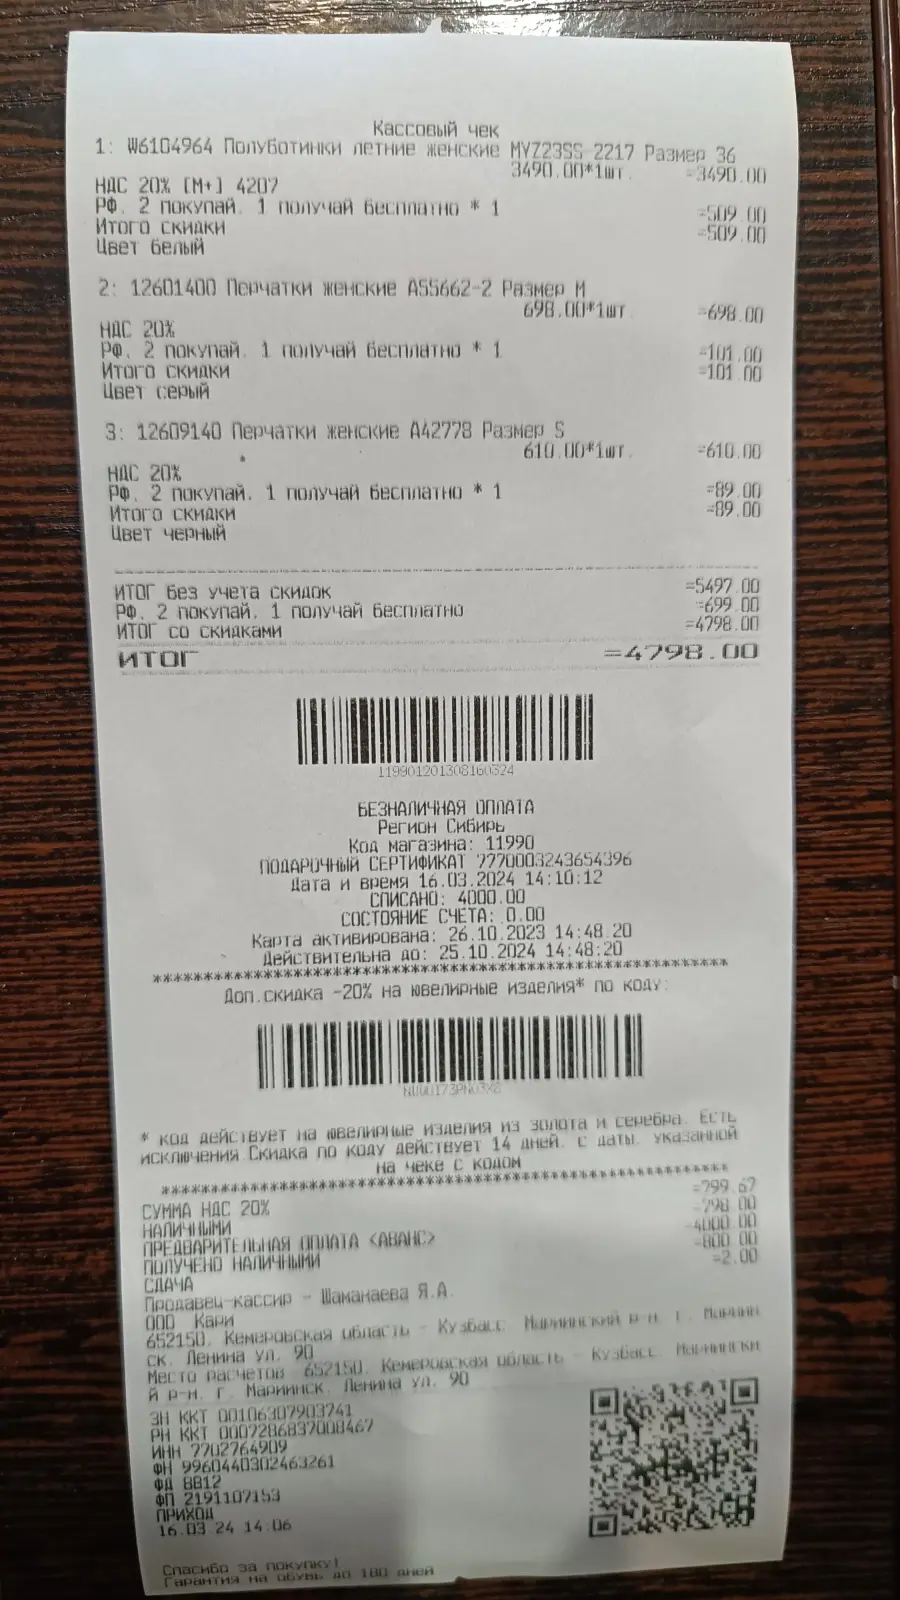 Кассовый чек
1: W6104964 Полуботинки летние женские MYZ23SS-2217 Размер 36
3490.00*1шт. =3490.00
НДС 20% [М+] 4207
РФ. 2 покупай. 1 получай бесплатно * 1 =509.00
Итого скидки =509.00
Цвет белый
2: 12601400 Перчатки женские A55662-2 Размер M
698.00*1шт. =698.00
НДС 20%
РФ. 2 покупай. 1 получай бесплатно * 1 =101.00
Итого скидки =101.00
Цвет серый
3: 12609140 Перчатки женские A42778 Размер S
610.00*1шт. =610.00
НДС 20%
РФ. 2 покупай. 1 получай бесплатно * 1 =89.00
Итого скидки =89.00
Цвет черный
ИТОГ без учета скидок =5497.00
РФ. 2 покупай. 1 получай бесплатно =699.00
ИТОГ со скидками =4798.00
ИТОГ =4798.00
119901201308160324
БЕЗНАЛИЧНАЯ ОПЛАТА
Регион Сибирь
Код магазина: 11990
ПОДАРОЧНЫЙ СЕРТИФИКАТ 7770003243654396
Дата и время 16.03.2024 14:10:12
СПИСАНО: 4000.00
СОСТОЯНИЕ СЧЕТА: 0.00
Карта активирована: 26.10.2023 14:48:20
Действительна до: 25.10.2024 14:48:20
************************************************************
Доп.скидка -20% на ювелирные изделия* по коду:
* код действует на ювелирные изделия из золота и серебра. Есть
исключения.Скидка по коду действует 14 дней. с даты. указанной
на чеке с кодом
************************************************************
СУММА НДС 20% =799.67
НАЛИЧНЫМИ =798.00
ПРЕДВАРИТЕЛЬНАЯ ОПЛАТА <АВАНС> =4000.00
ПОЛУЧЕНО НАЛИЧНЫМИ =800.00
СДАЧА =2.00
Продавец-кассир - Шаманаева Я.А.
ООО Кари
652150. Кемеровская область - Кузбасс. Мариинский р-н. г. Мариин
ск. Ленина ул. 90
Место расчетов 652150. Кемеровская область - Кузбасс. Мариински
й р-н. г. Мариинск. Ленина ул. 90
ЗН ККТ 00106307903741
РН ККТ 0007286837008467
ИНН 7702764909
ФН 9960440302463261
ФД 8812
ФП 2191107153
ПРИХОД
16.03.24 14:06
Спасибо за покупку!
Гарантия на обувь до 100 дней